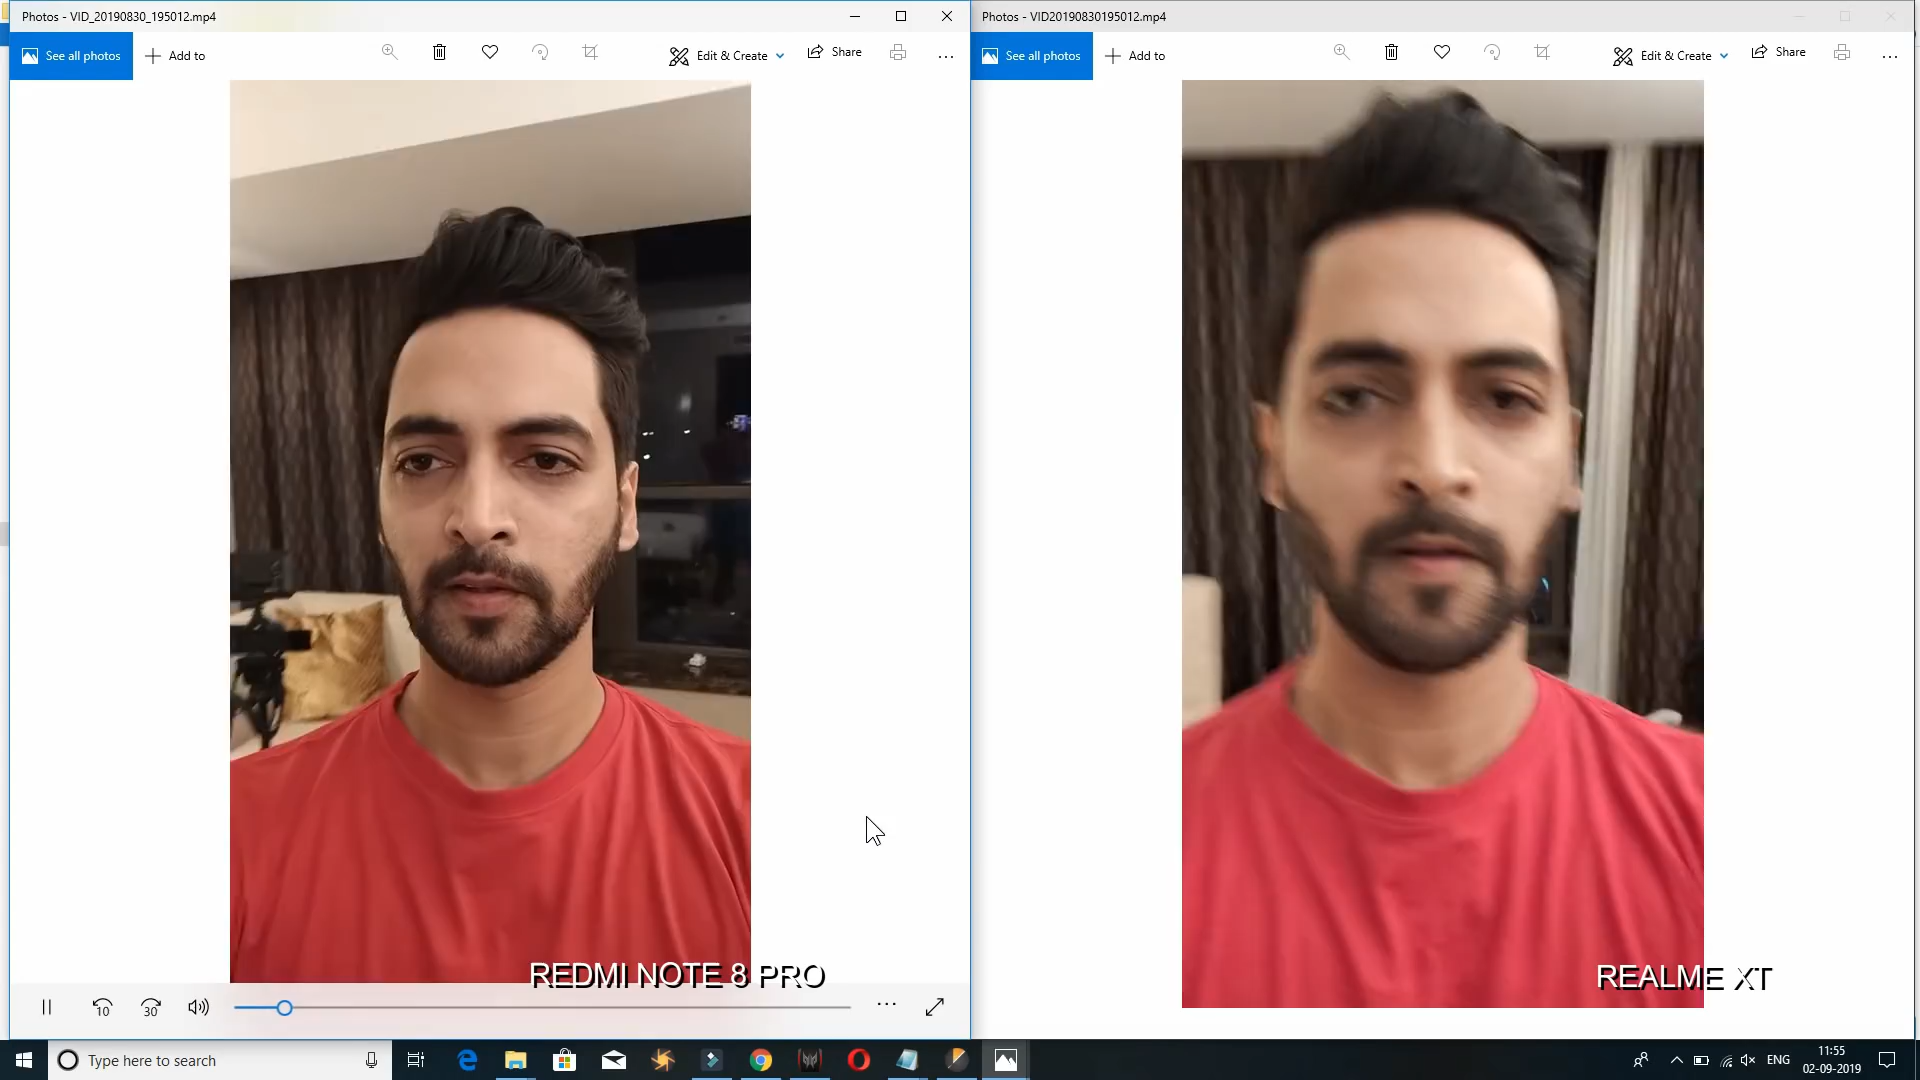 Photos - VID_20190830_195012.mp4
See all photos
Add to
Edit & Create
Share
Photos - VID20190830195012.mp4
See all photos
Add to
Edit & Create
Share
REDMI NOTE 8 PRO
REALME XT
10
30
Type here to search
ENG
11:55
02-09-2019